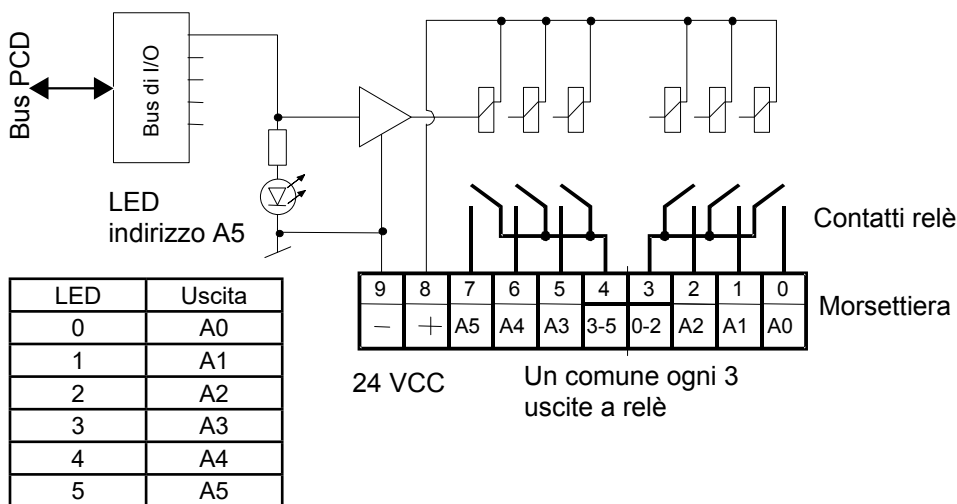 Bus PCD
Bus di I/O
LED
indirizzo A5
Contatti relè
9 8 7 6 5 4 3 2 1 0
– + A5 A4 A3 3-5 0-2 A2 A1 A0
Morsettiera
24 VCC
Un comune ogni 3
uscite a relè
LED Uscita
0 A0
1 A1
2 A2
3 A3
4 A4
5 A5